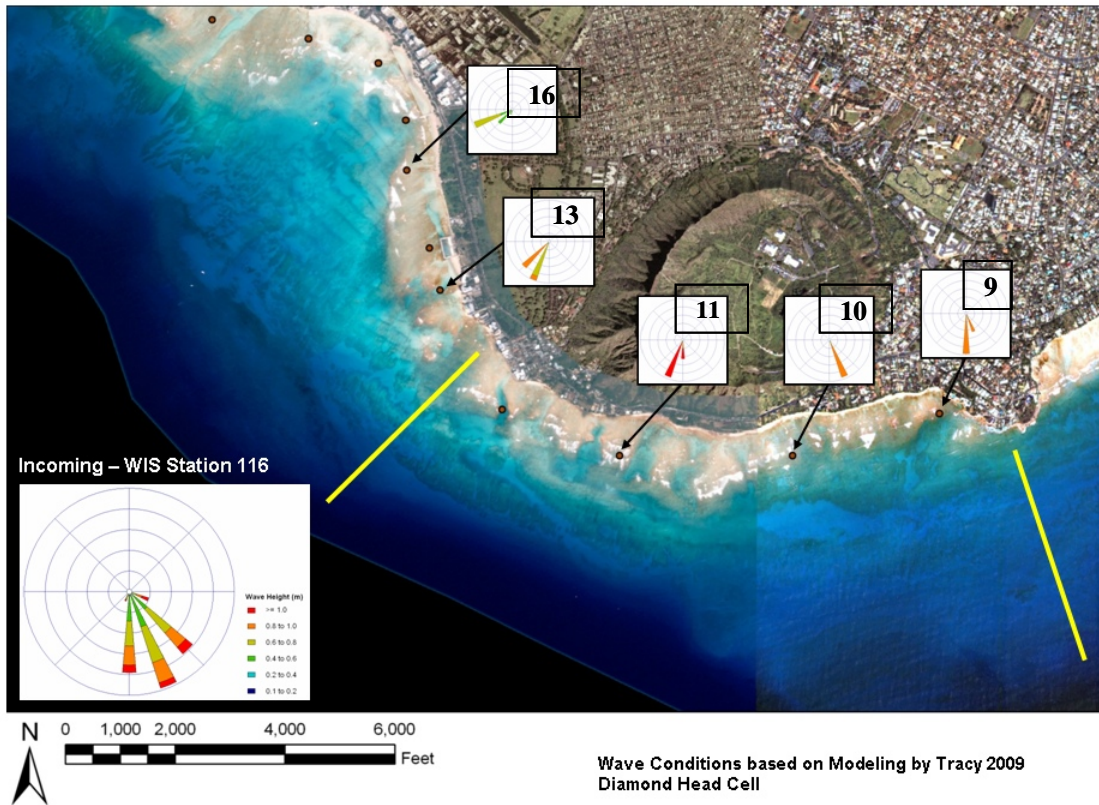 16
13
11
10
9
Incoming – WIS Station 116
Wave Height (m)
>= 1.0
0.8 to 1.0
0.6 to 0.8
0.4 to 0.6
0.2 to 0.4
0.1 to 0.2
N
0 1,000 2,000 4,000 6,000
Feet
Wave Conditions based on Modeling by Tracy 2009
Diamond Head Cell